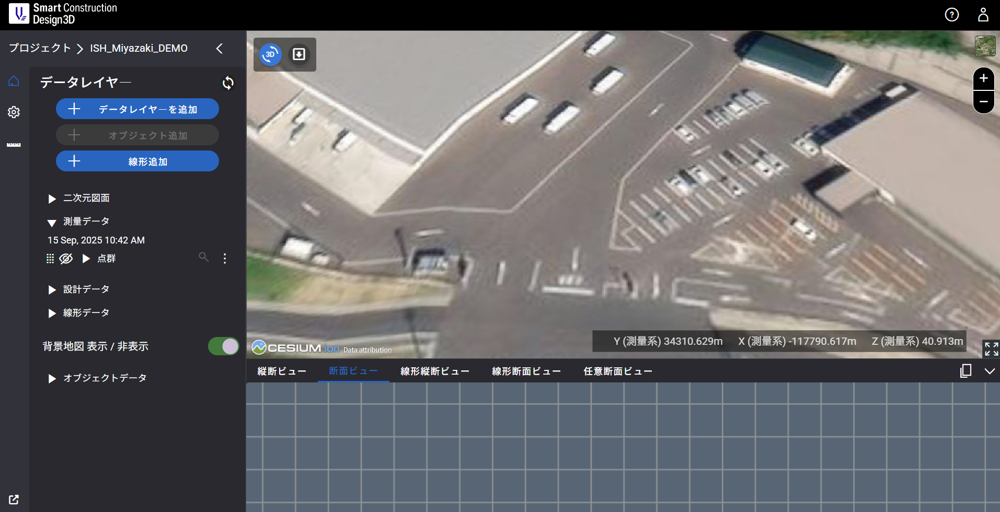 Smart Construction
Design3D
プロジェクト
ISH_Miyazaki_DEMO
データレイヤー
データレイヤーを追加
オブジェクト追加
線形追加
二次元図面
測量データ
15 Sep, 2025 10:42 AM
点群
設計データ
線形データ
背景地図 表示 / 非表示
オブジェクトデータ
3D
+
−
CESIUM ion
Data attribution
Y (測量系) 34310.629m X (測量系) -117790.617m Z (測量系) 40.913m
縦断ビュー 断面ビュー 線形縦断ビュー 線形断面ビュー 任意断面ビュー